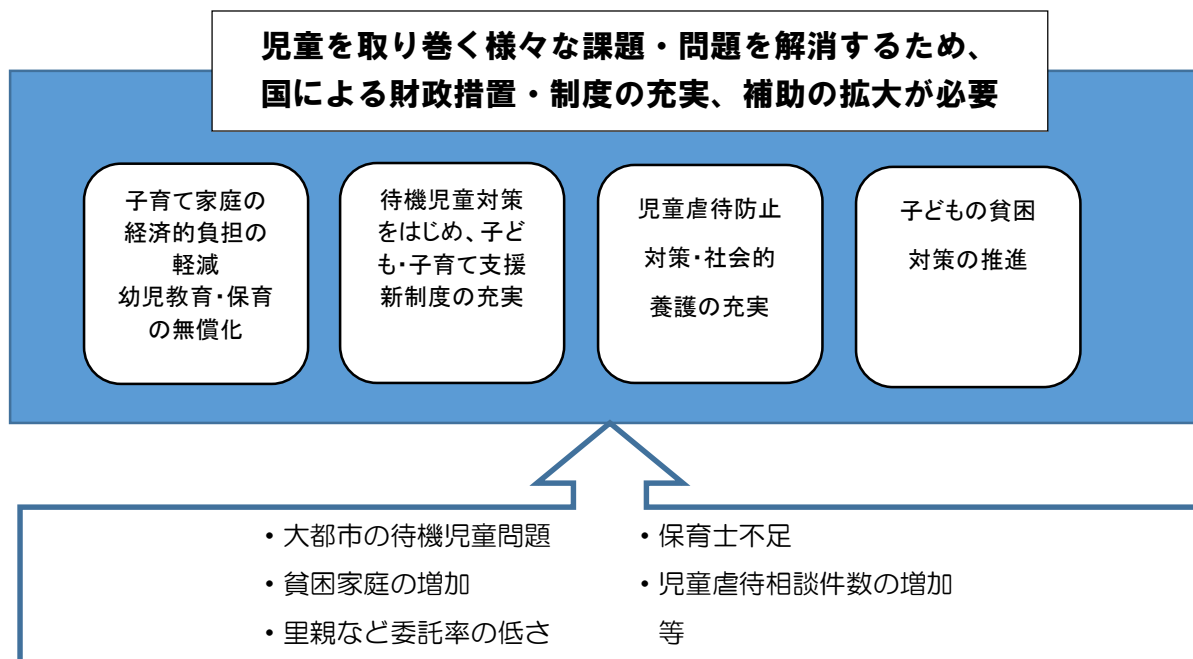 児童を取り巻く様々な課題・問題を解消するため、
国による財政措置・制度の充実、補助の拡大が必要
子育て家庭の
経済的負担の
軽減
幼児教育・保育
の無償化
待機児童対策
をはじめ、子ど
も・子育て支援
新制度の充実
児童虐待防止
対策・社会的
養護の充実
子どもの貧困
対策の推進
・大都市の待機児童問題
・貧困家庭の増加
・里親など委託率の低さ
・保育士不足
・児童虐待相談件数の増加
等